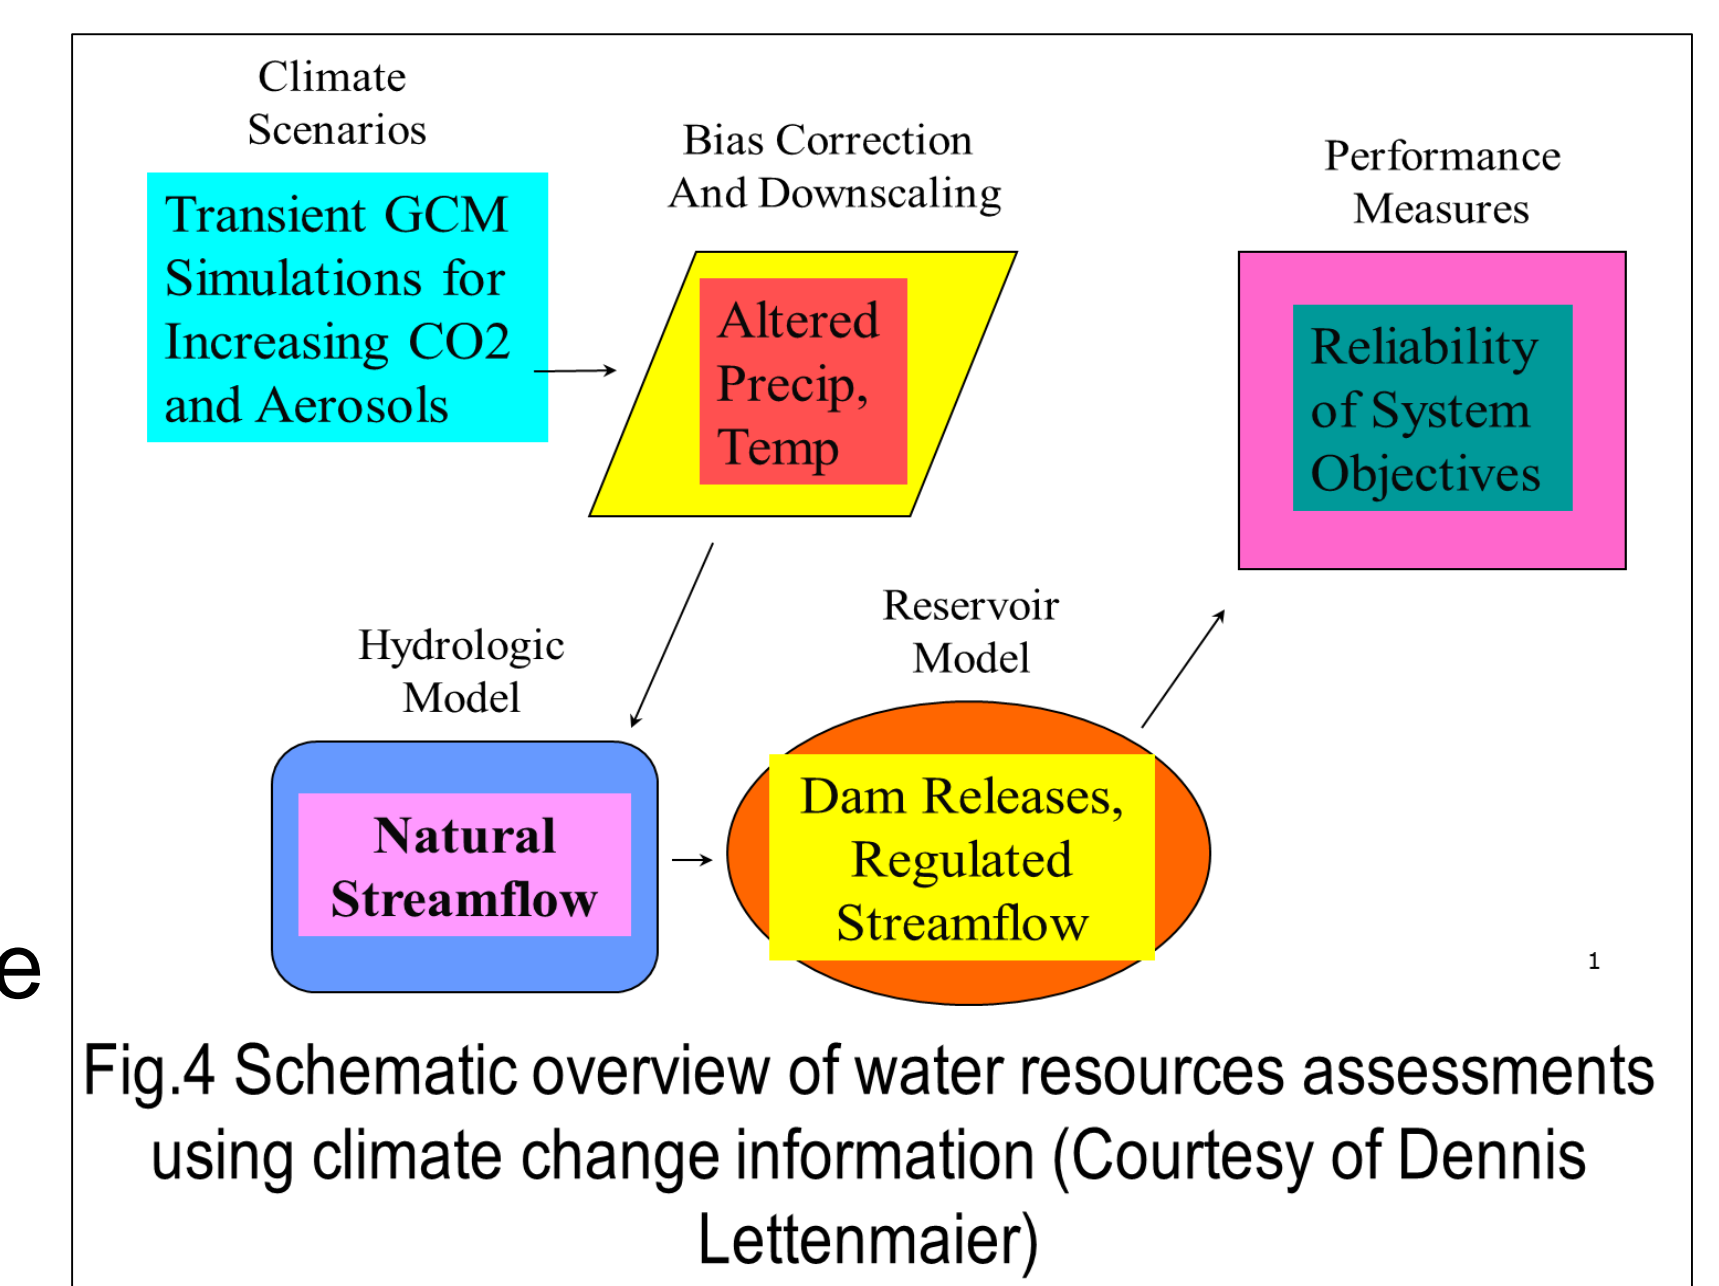 Climate
Scenarios
Transient GCM
Simulations for
Increasing CO2
and Aerosols
Bias Correction
And Downscaling
Altered
Precip,
Temp
Performance
Measures
Reliability
of System
Objectives
Hydrologic
Model
Natural
Streamflow
Reservoir
Model
Dam Releases,
Regulated
Streamflow
1
e
Fig.4 Schematic overview of water resources assessments
using climate change information (Courtesy of Dennis
Lettenmaier)